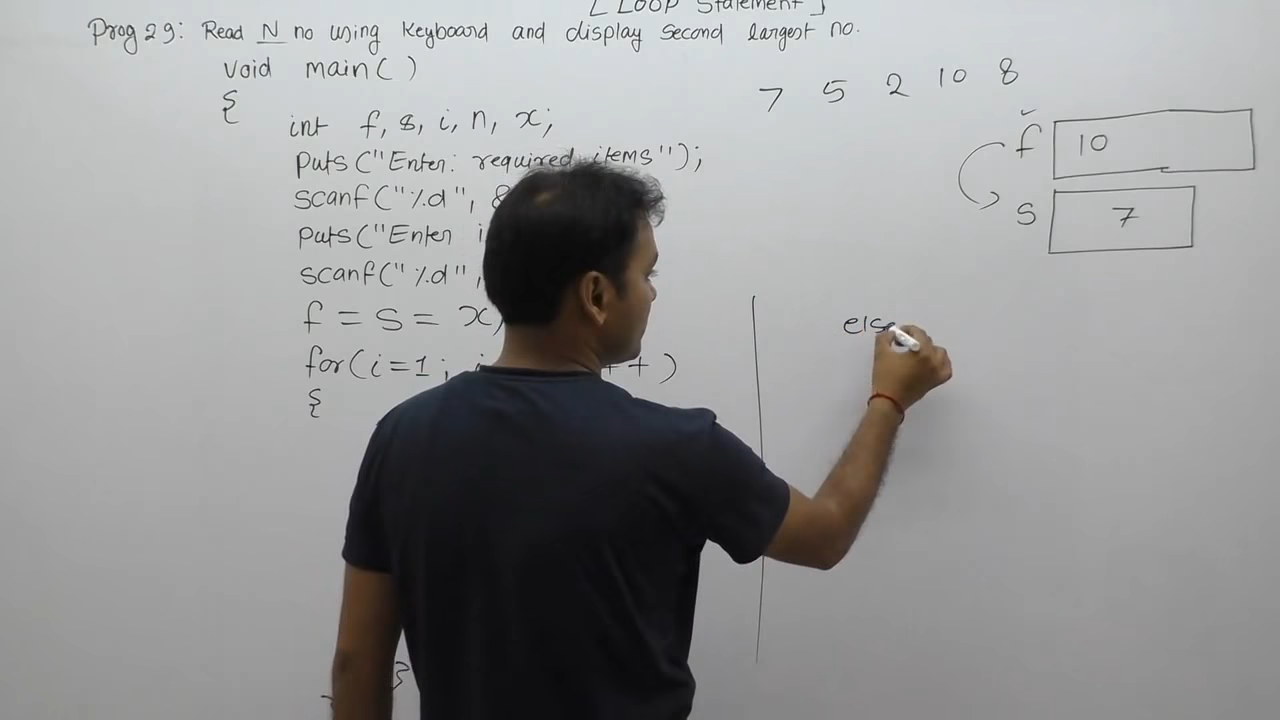 [ Loop Statement ]
Prog 29: Read N no using Keyboard and display second largest no.
void main( )
{
int f, s, i, n, x;
puts ("Enter: required items");
scanf("%d", &
puts ("Enter i
scanf("%d",
f = s = x;
for(i=1; i ++ )
{
}
7 5 2 10 8
f 10
s 7
else